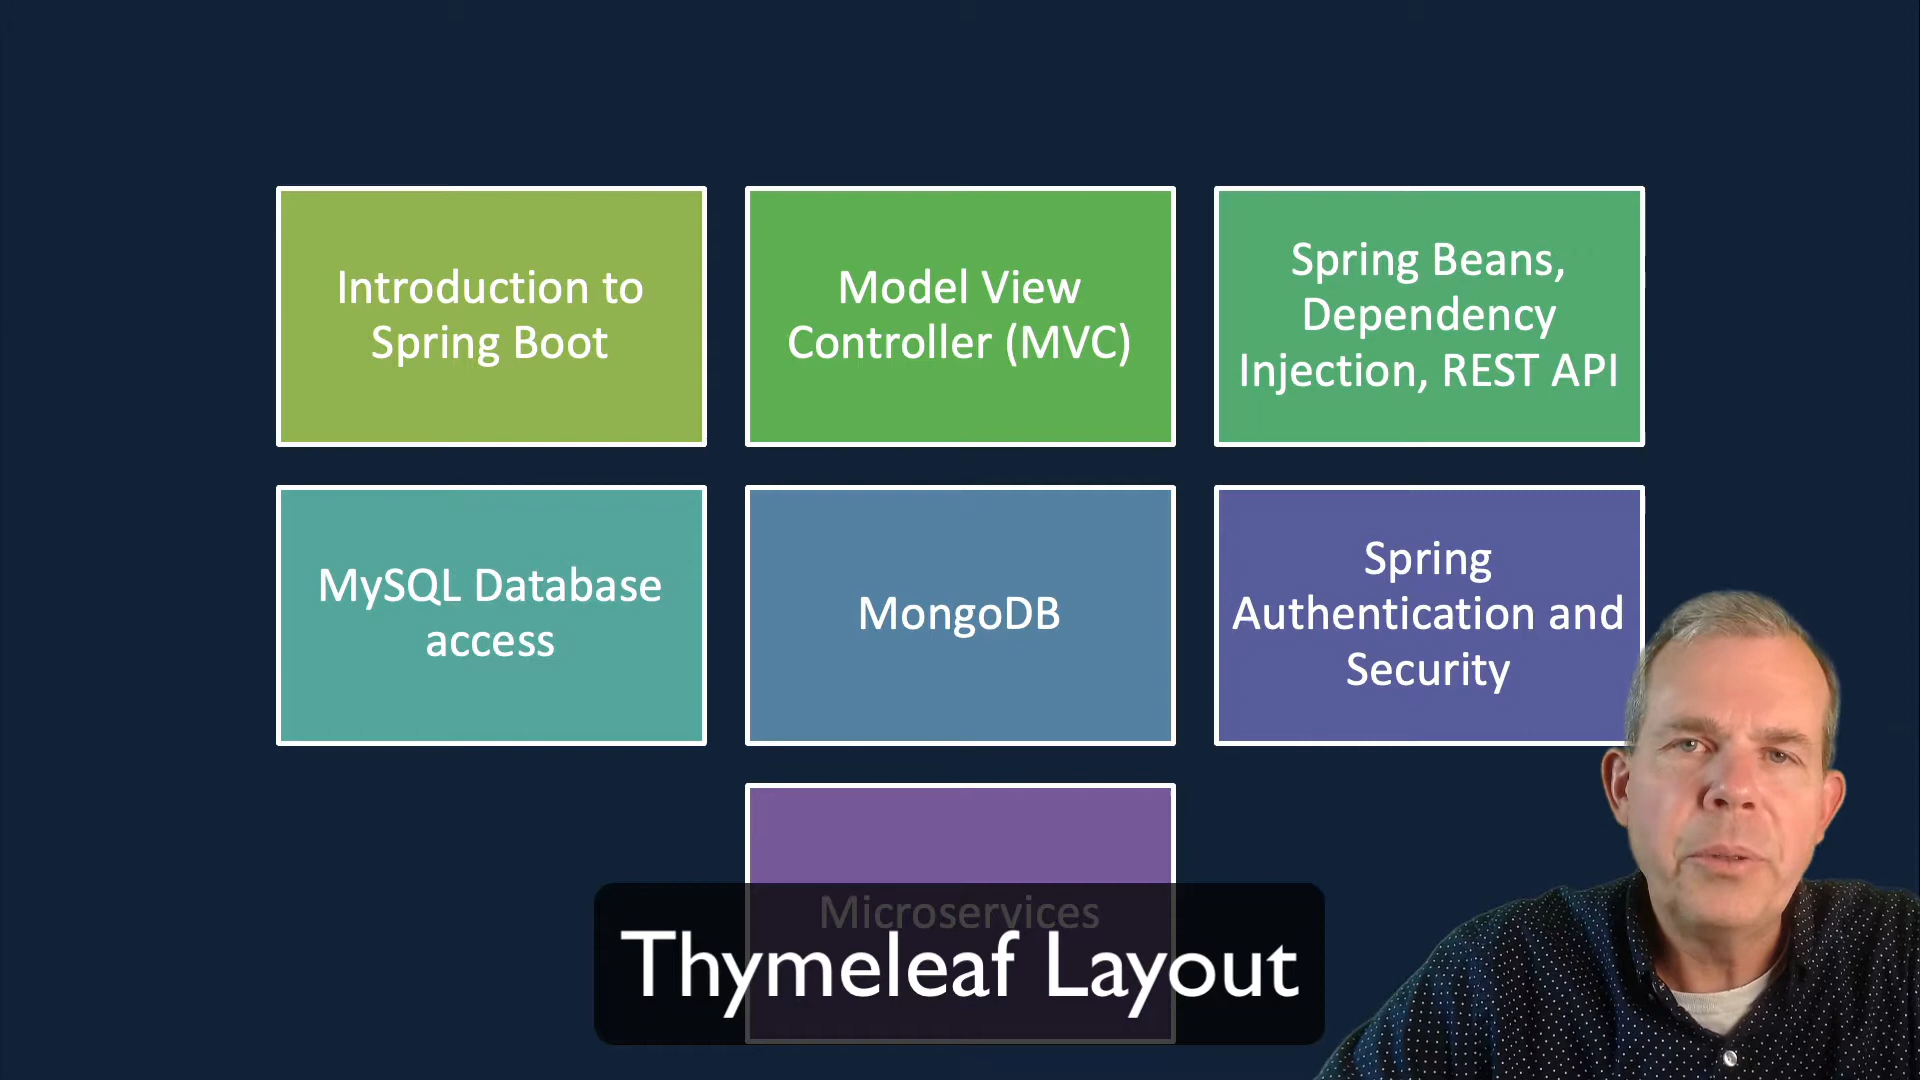 Introduction to
Spring Boot
Model View
Controller (MVC)
Spring Beans,
Dependency
Injection, REST API
MySQL Database
access
MongoDB
Spring
Authentication and
Security
Microservices
Thymeleaf Layout